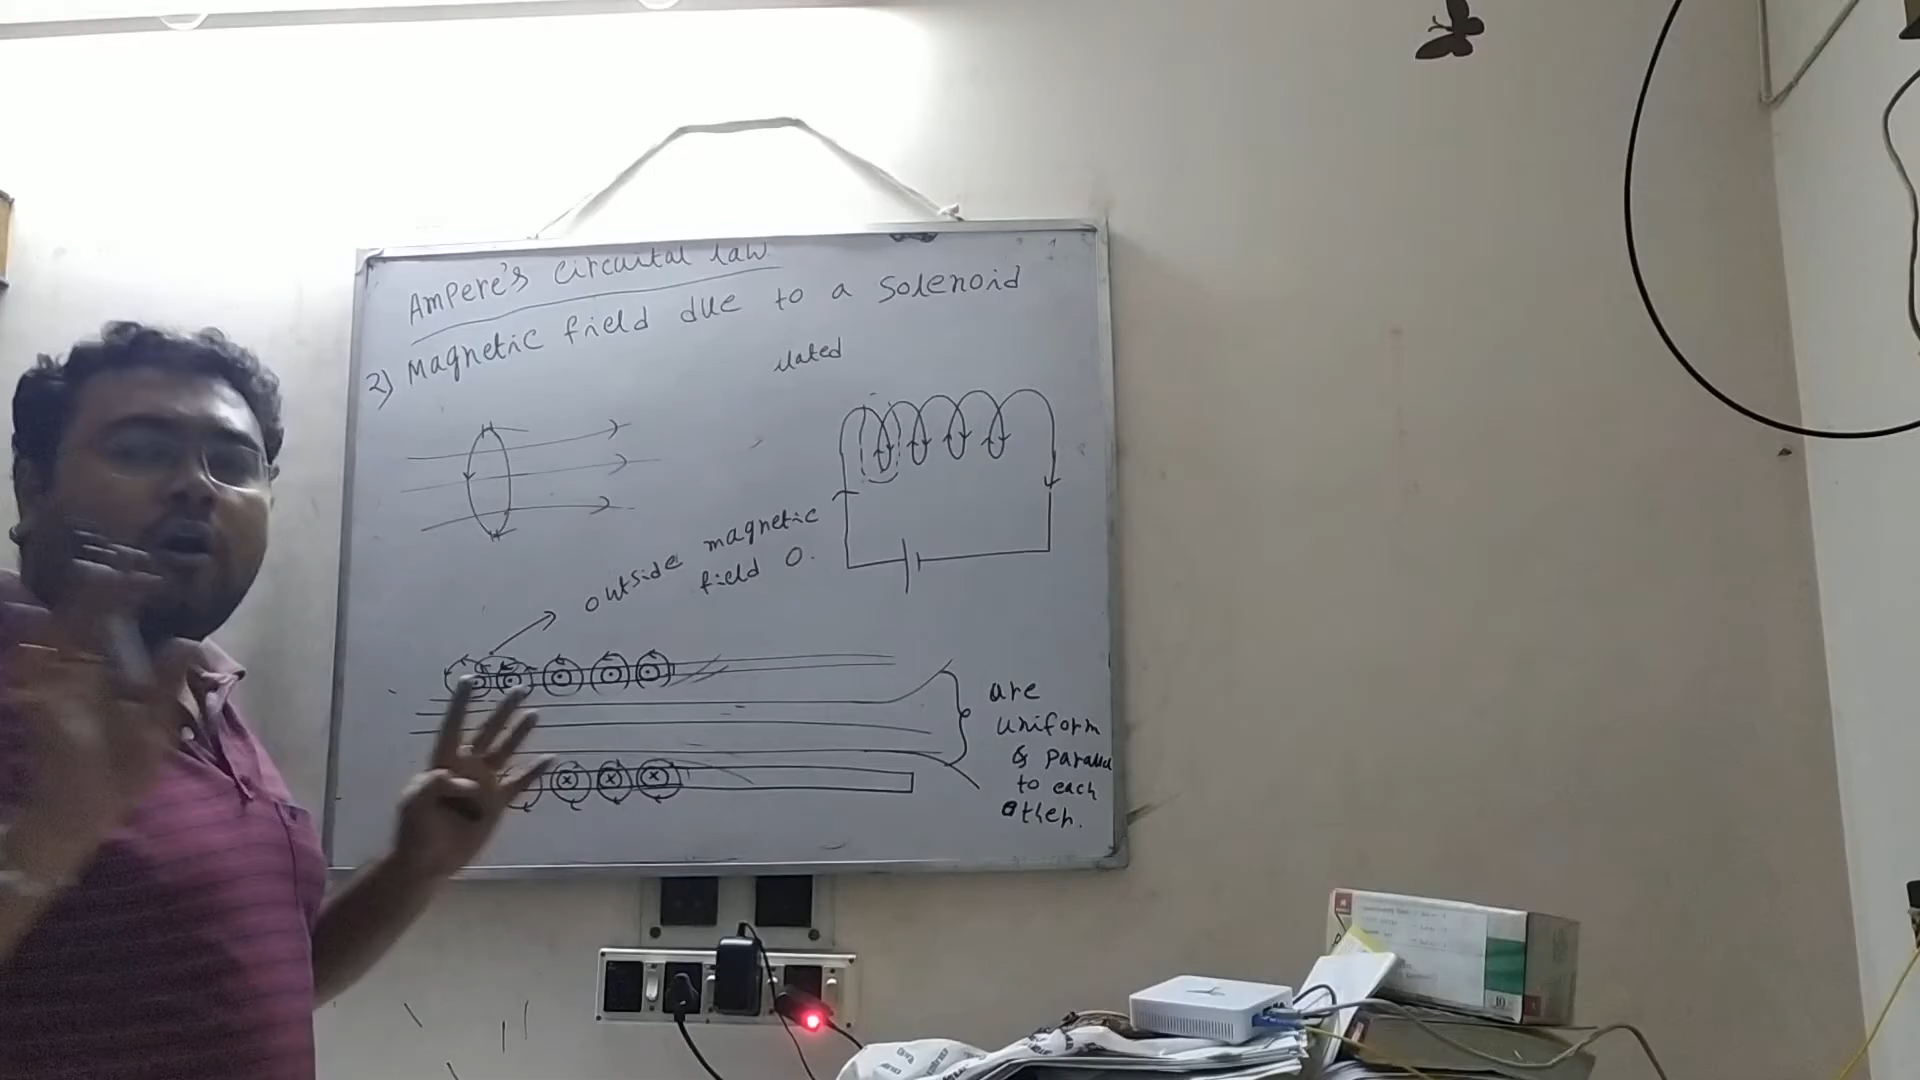 Ampere's circuital law
2) Magnetic field due to a solenoid
outside magnetic
field 0.
are
uniform
& parallel
to each
other.
10